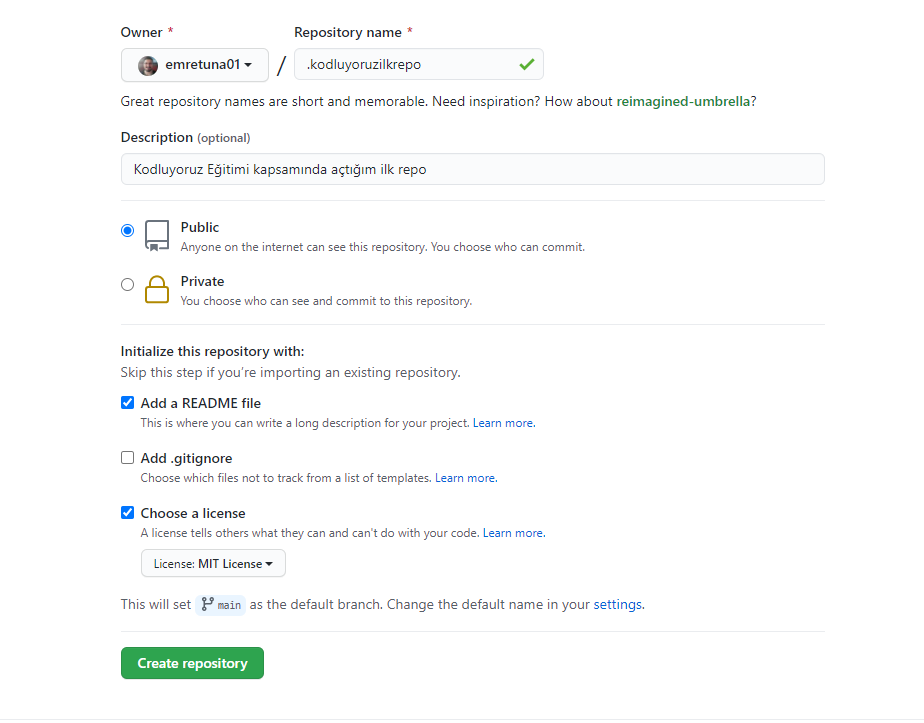 Owner * Repository name *
emretuna01 / .kodluyoruzilkrepo
Great repository names are short and memorable. Need inspiration? How about reimagined-umbrella?
Description (optional)
Kodluyoruz Eğitimi kapsamında açtığım ilk repo
Public
Anyone on the internet can see this repository. You choose who can commit.
Private
You choose who can see and commit to this repository.
Initialize this repository with:
Skip this step if you're importing an existing repository.
Add a README file
This is where you can write a long description for your project. Learn more.
Add .gitignore
Choose which files not to track from a list of templates. Learn more.
Choose a license
A license tells others what they can and can't do with your code. Learn more.
License: MIT License
This will set main as the default branch. Change the default name in your settings.
Create repository